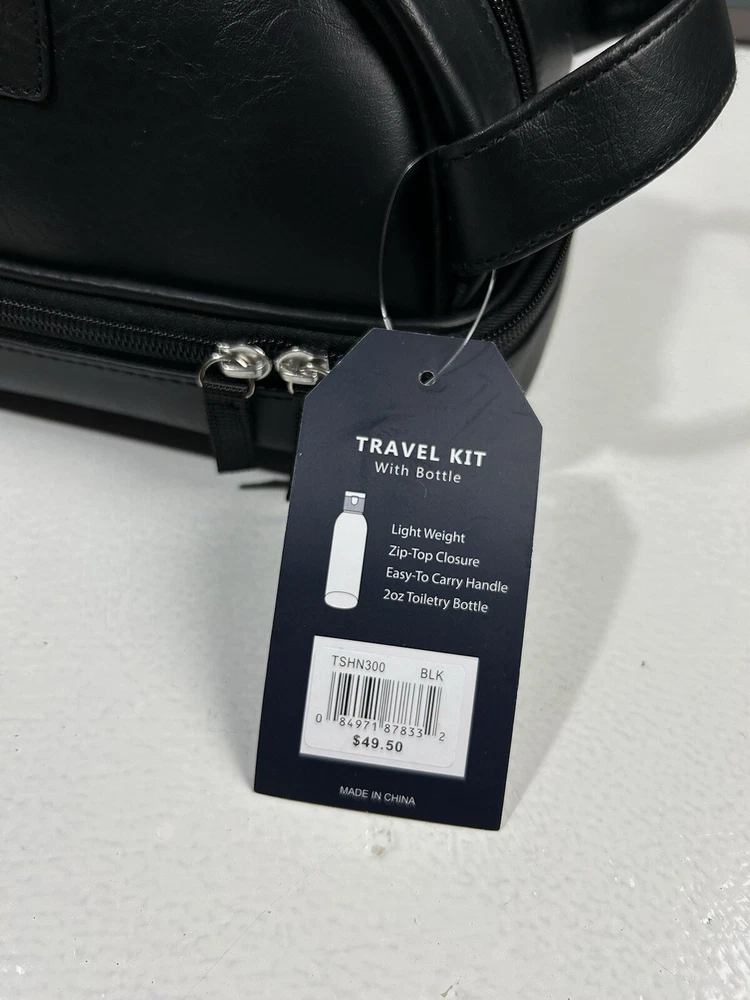 TRAVEL KIT
With Bottle
Light Weight
Zip-Top Closure
Easy-To Carry Handle
2oz Toiletry Bottle
TSHN300 BLK
0 84971 87833 2
$49.50
MADE IN CHINA